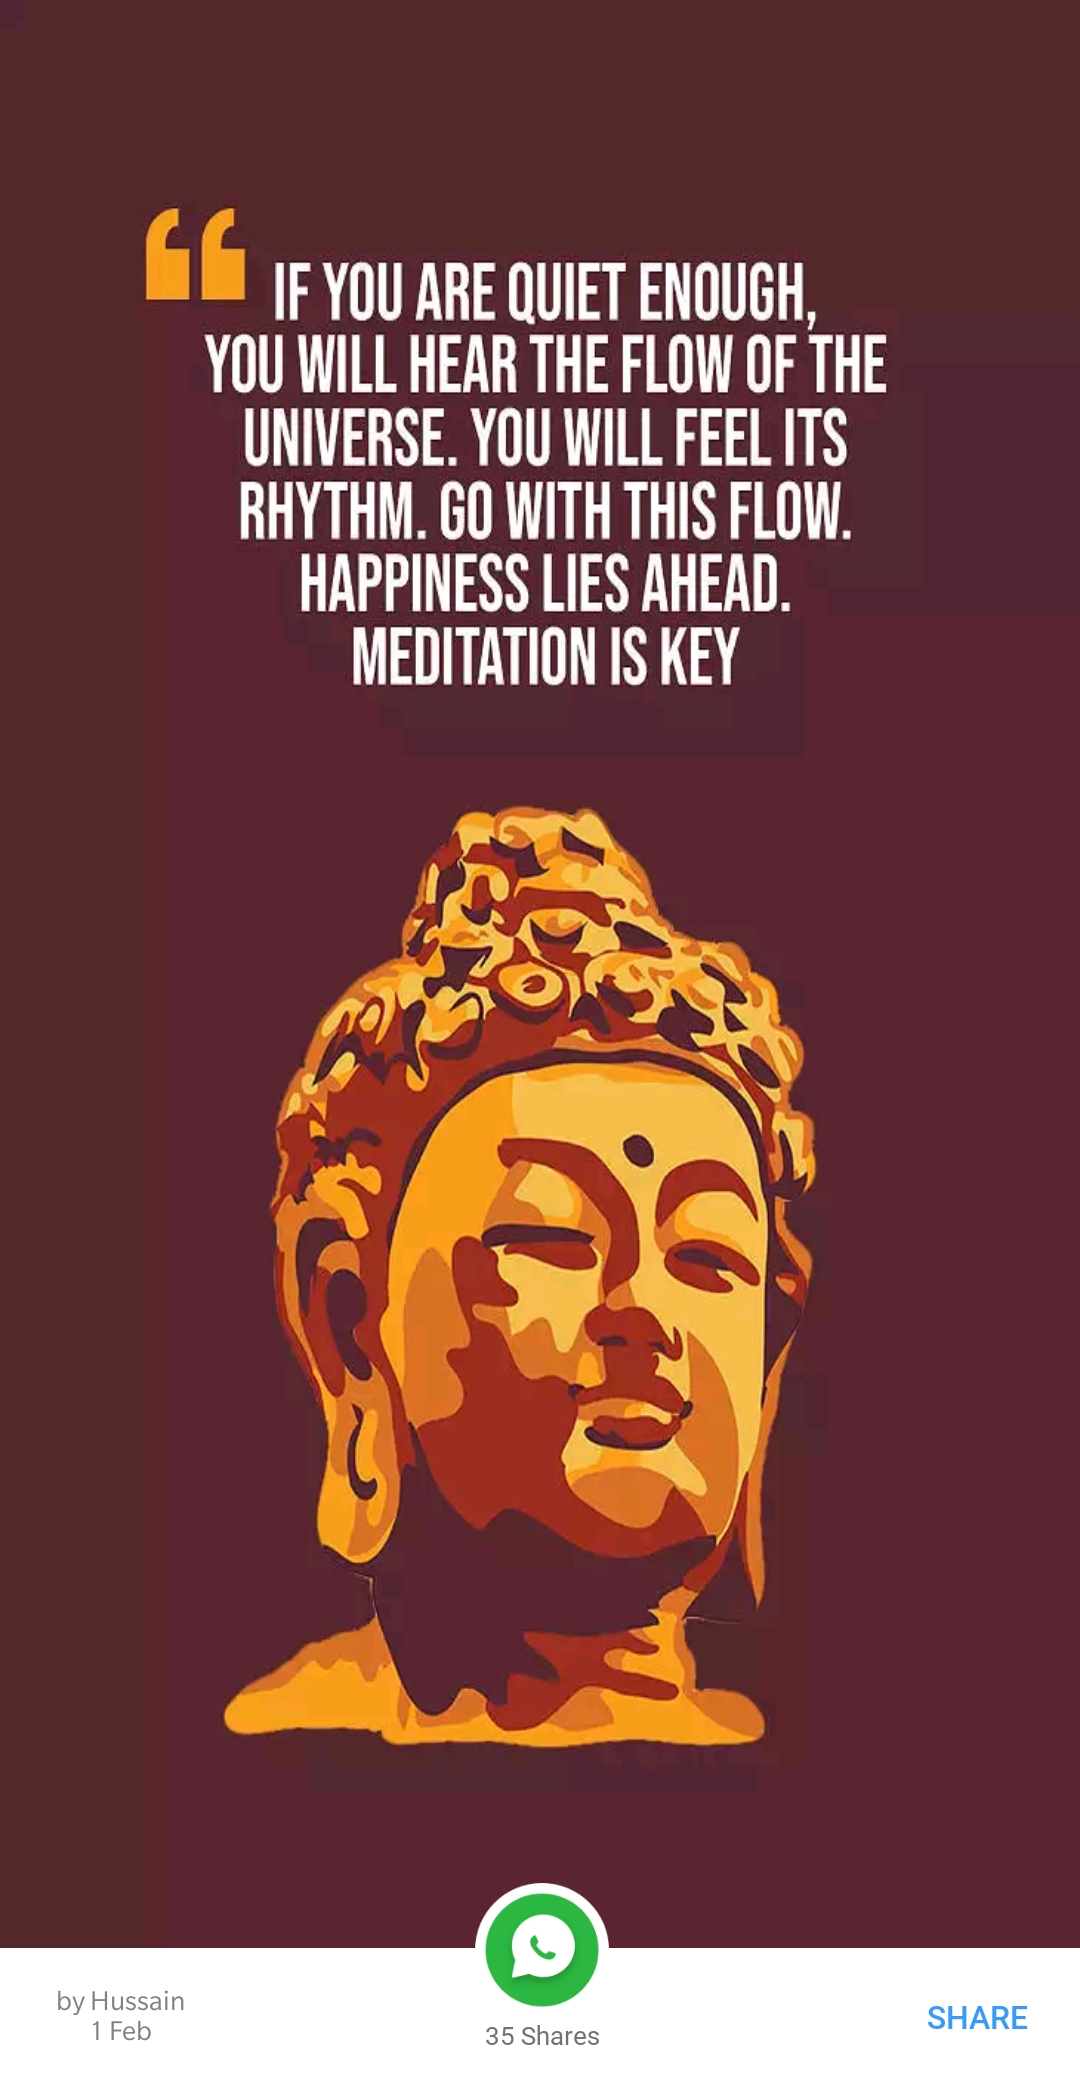 “ IF YOU ARE QUIET ENOUGH,
YOU WILL HEAR THE FLOW OF THE
UNIVERSE. YOU WILL FEEL ITS
RHYTHM. GO WITH THIS FLOW.
HAPPINESS LIES AHEAD.
MEDITATION IS KEY
by Hussain
1 Feb
35 Shares
SHARE